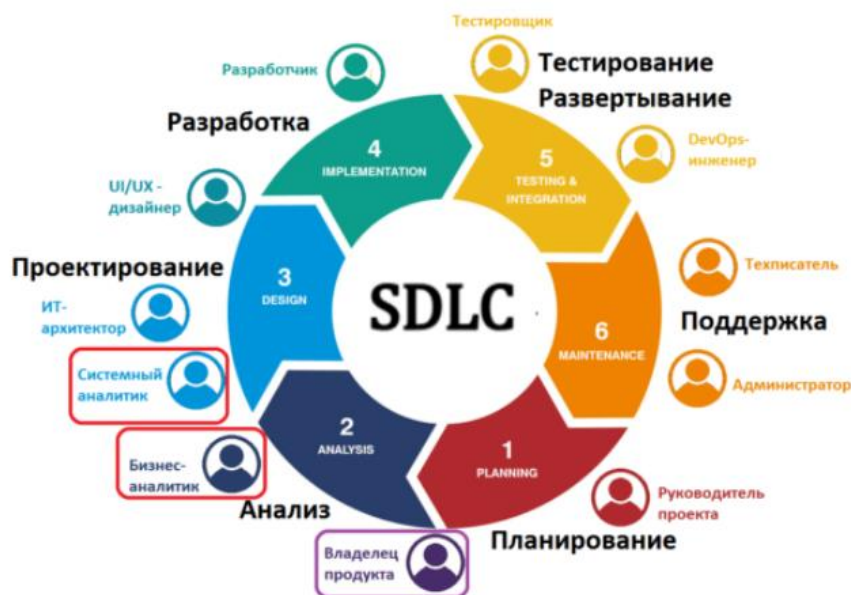 Тестировщик
Тестирование
Развертывание
Разработчик
Разработка
4
IMPLEMENTATION
5
TESTING &
INTEGRATION
DevOps-
инженер
UI/UX -
дизайнер
Проектирование
3
DESIGN
SDLC
Техписатель
ИТ-
архитектор
6
MAINTENANCE
Поддержка
Системный
аналитик
Администратор
2
ANALYSIS
1
PLANNING
Бизнес-
аналитик
Анализ
Руководитель
проекта
Планирование
Владелец
продукта